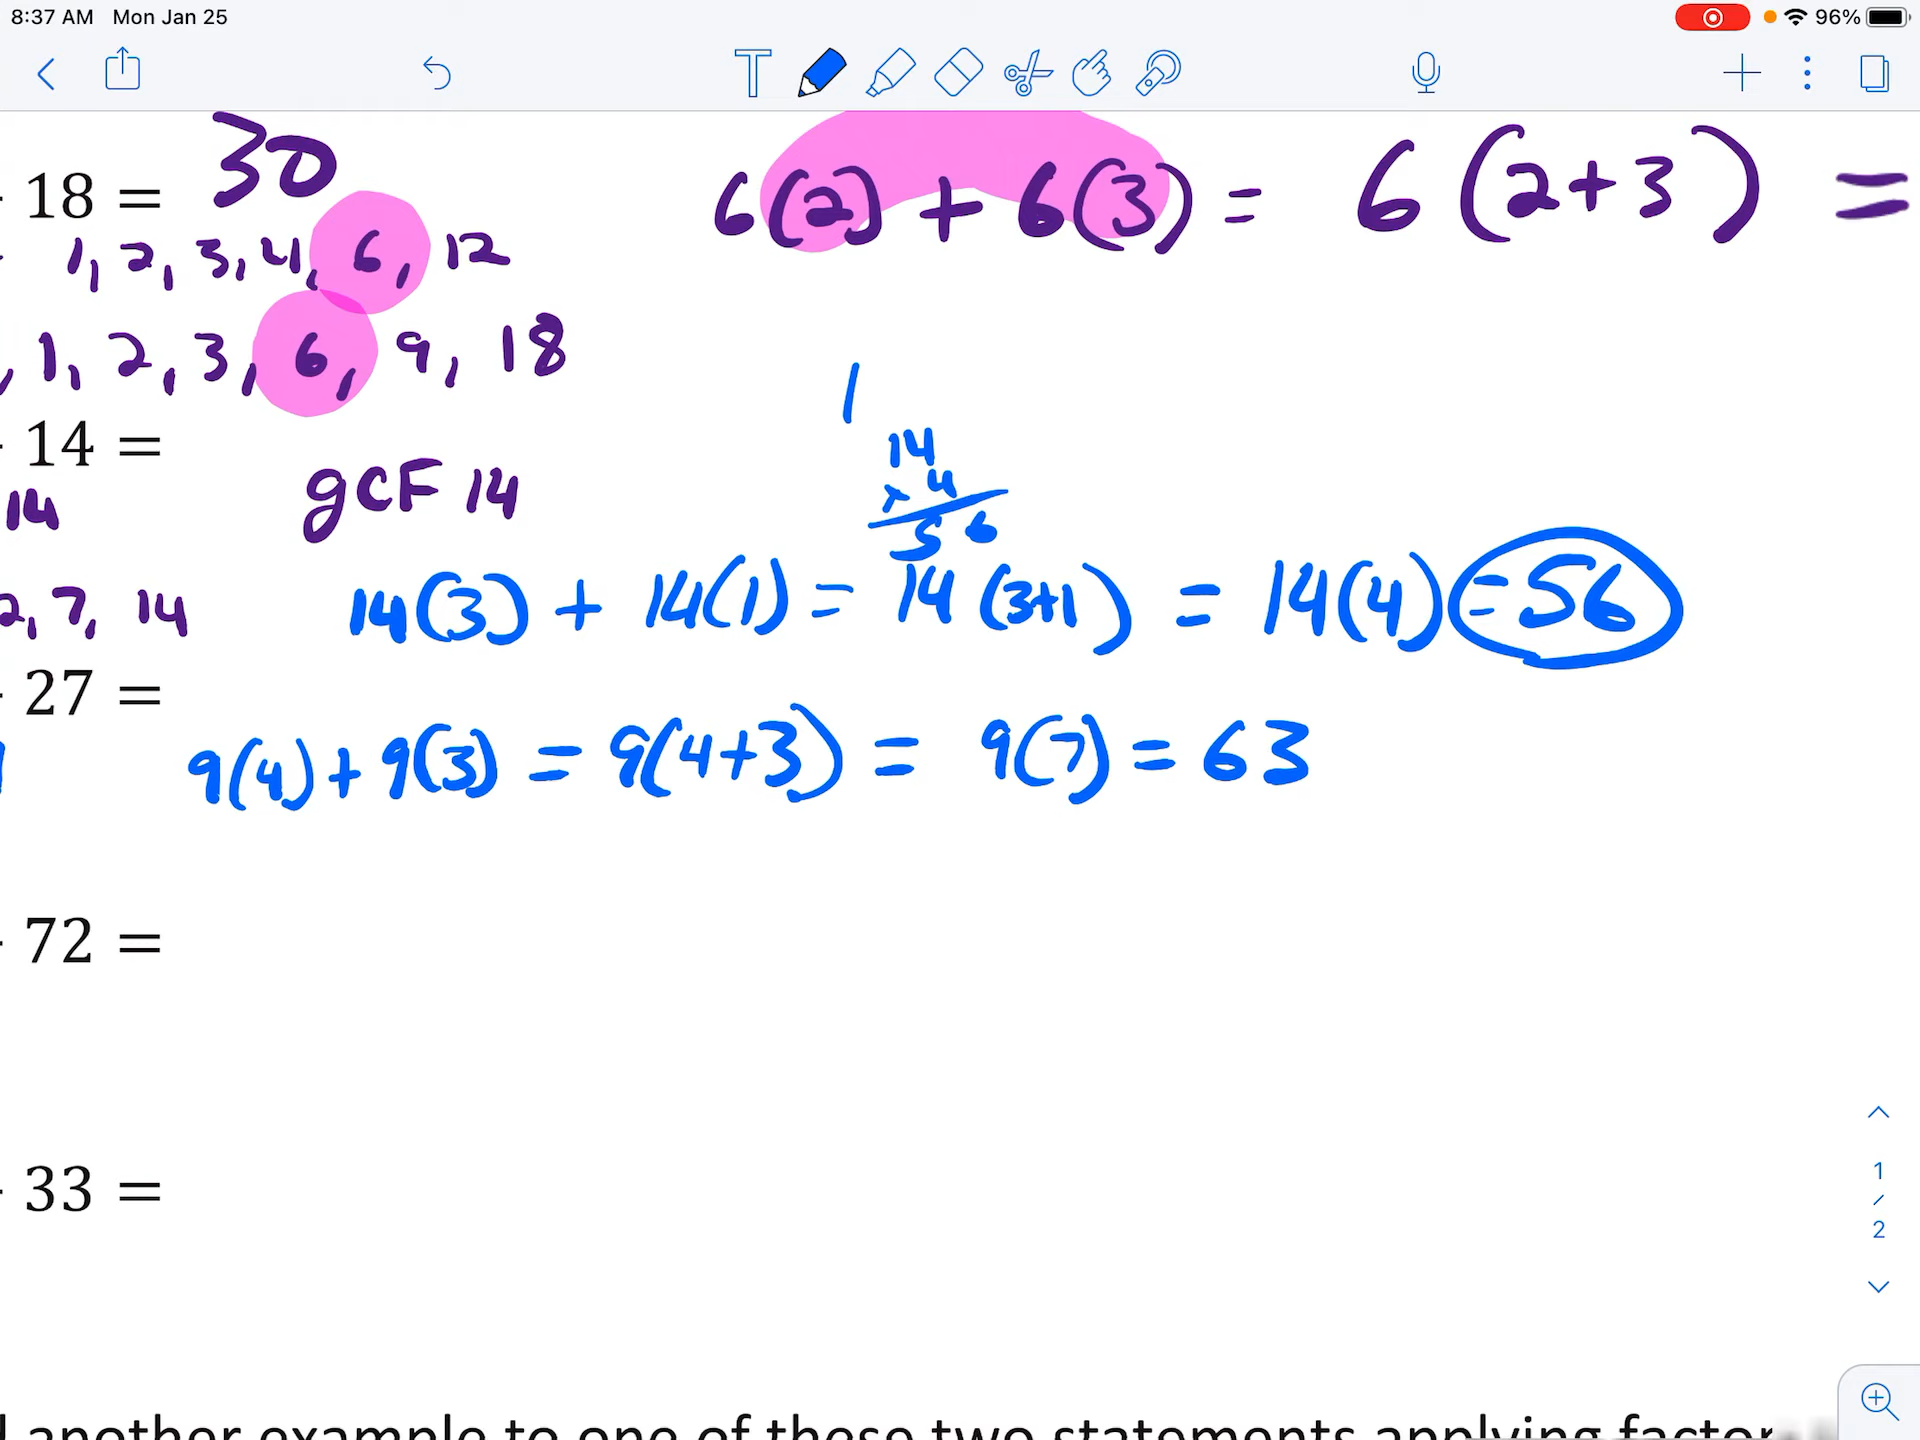 8:37 AM Mon Jan 25 96%
T
18 = 30
6(2) + 6(3) = 6(2+3) =
1, 2, 3, 4, 6, 12
1, 2, 3, 6, 9, 18
1
14 =
14
× 4
56
14
gCF 14
2, 7, 14
14(3) + 14(1) = 14(3+1) = 14(4) = 56
27 =
9(4) + 9(3) = 9(4+3) = 9(7) = 63
72 =
1
/
2
33 =
another example to one of these two statements applying factor